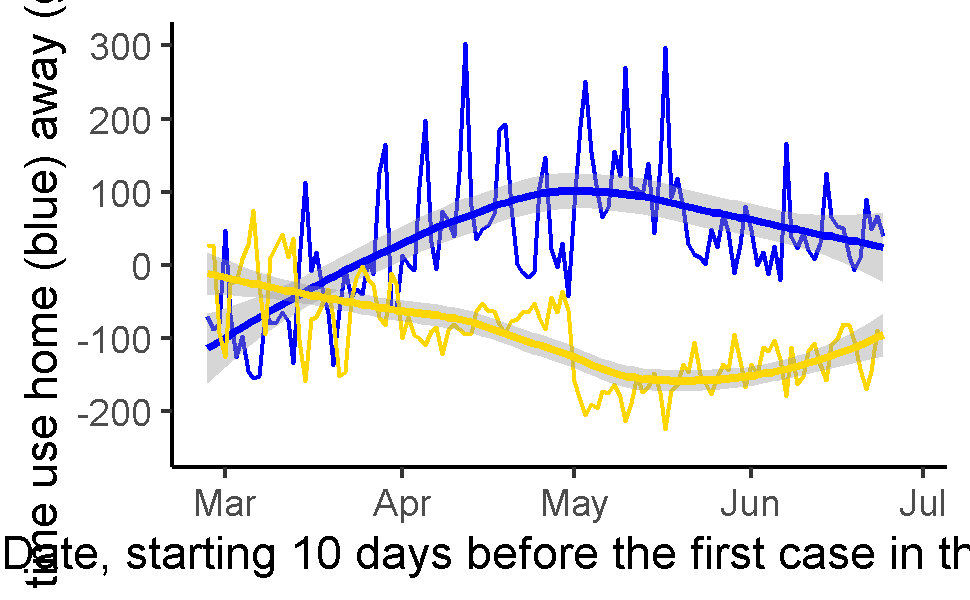 time use home (blue) away (
300
200
100
0
-100
-200
Mar Apr May Jun Jul
Date, starting 10 days before the first case in th